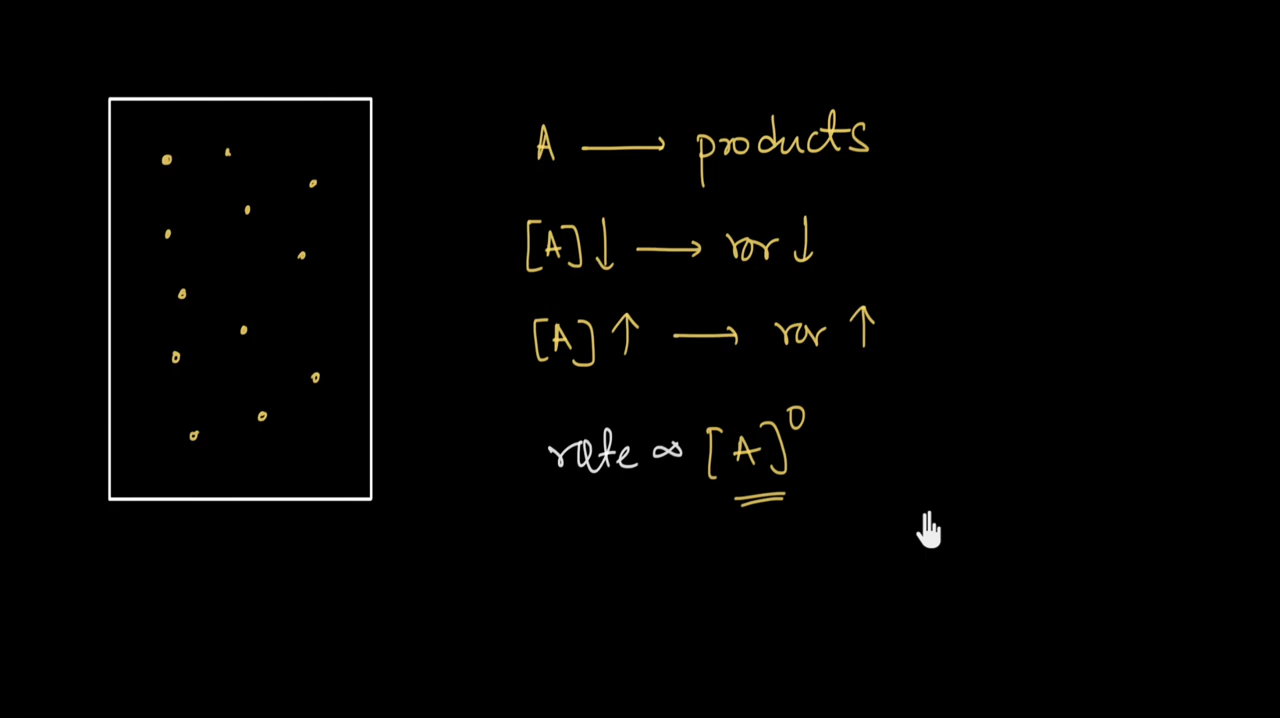 A → products
[A]↓ → ror ↓
[A]↑ → ror ↑
rate ∝ [A]⁰